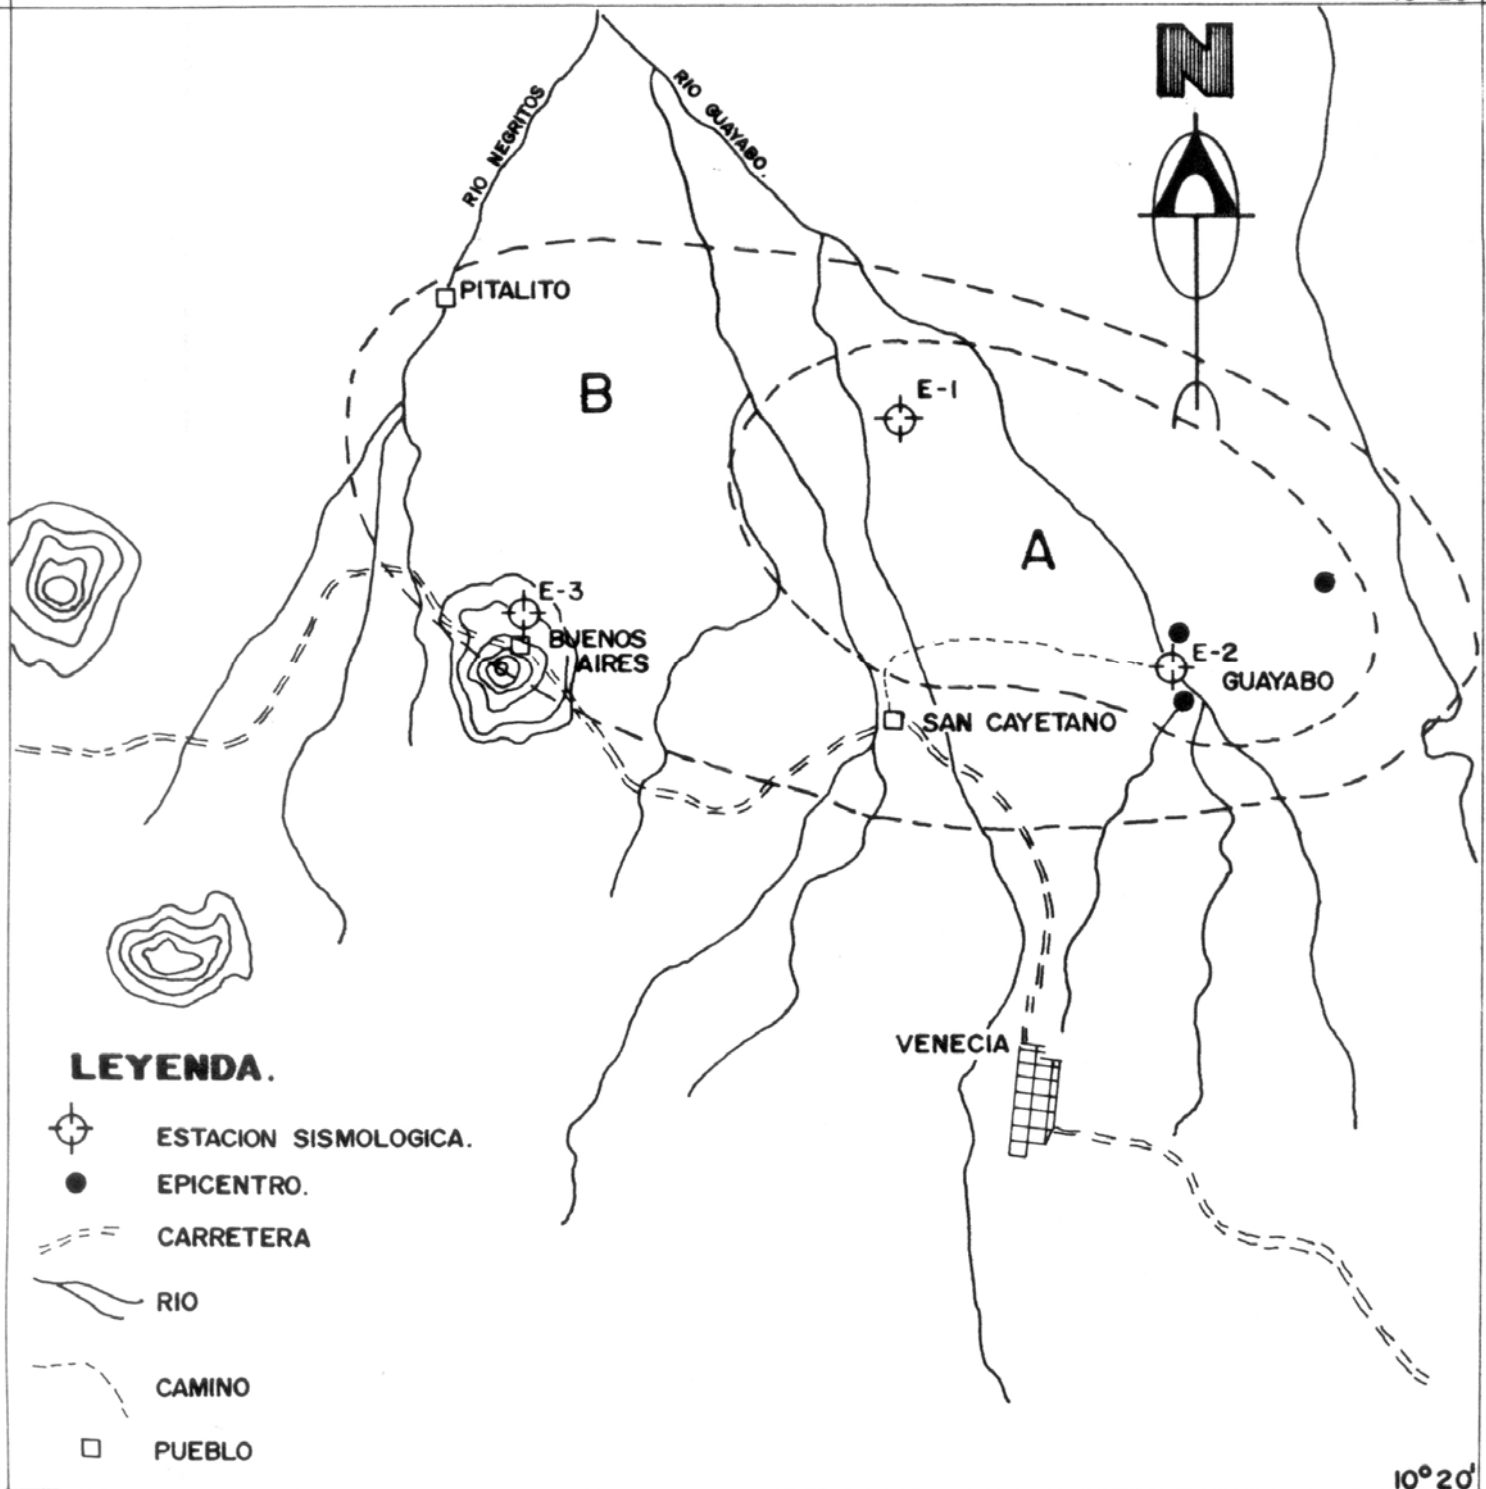 N
RIO NEGRITOS
RIO GUAYABO.
PITALITO
B
E-1
A
E-3
BUENOS
AIRES
E-2
GUAYABO
SAN CAYETANO
VENECIA
LEYENDA.
ESTACION SISMOLOGICA.
EPICENTRO.
CARRETERA
RIO
CAMINO
PUEBLO
10°20'